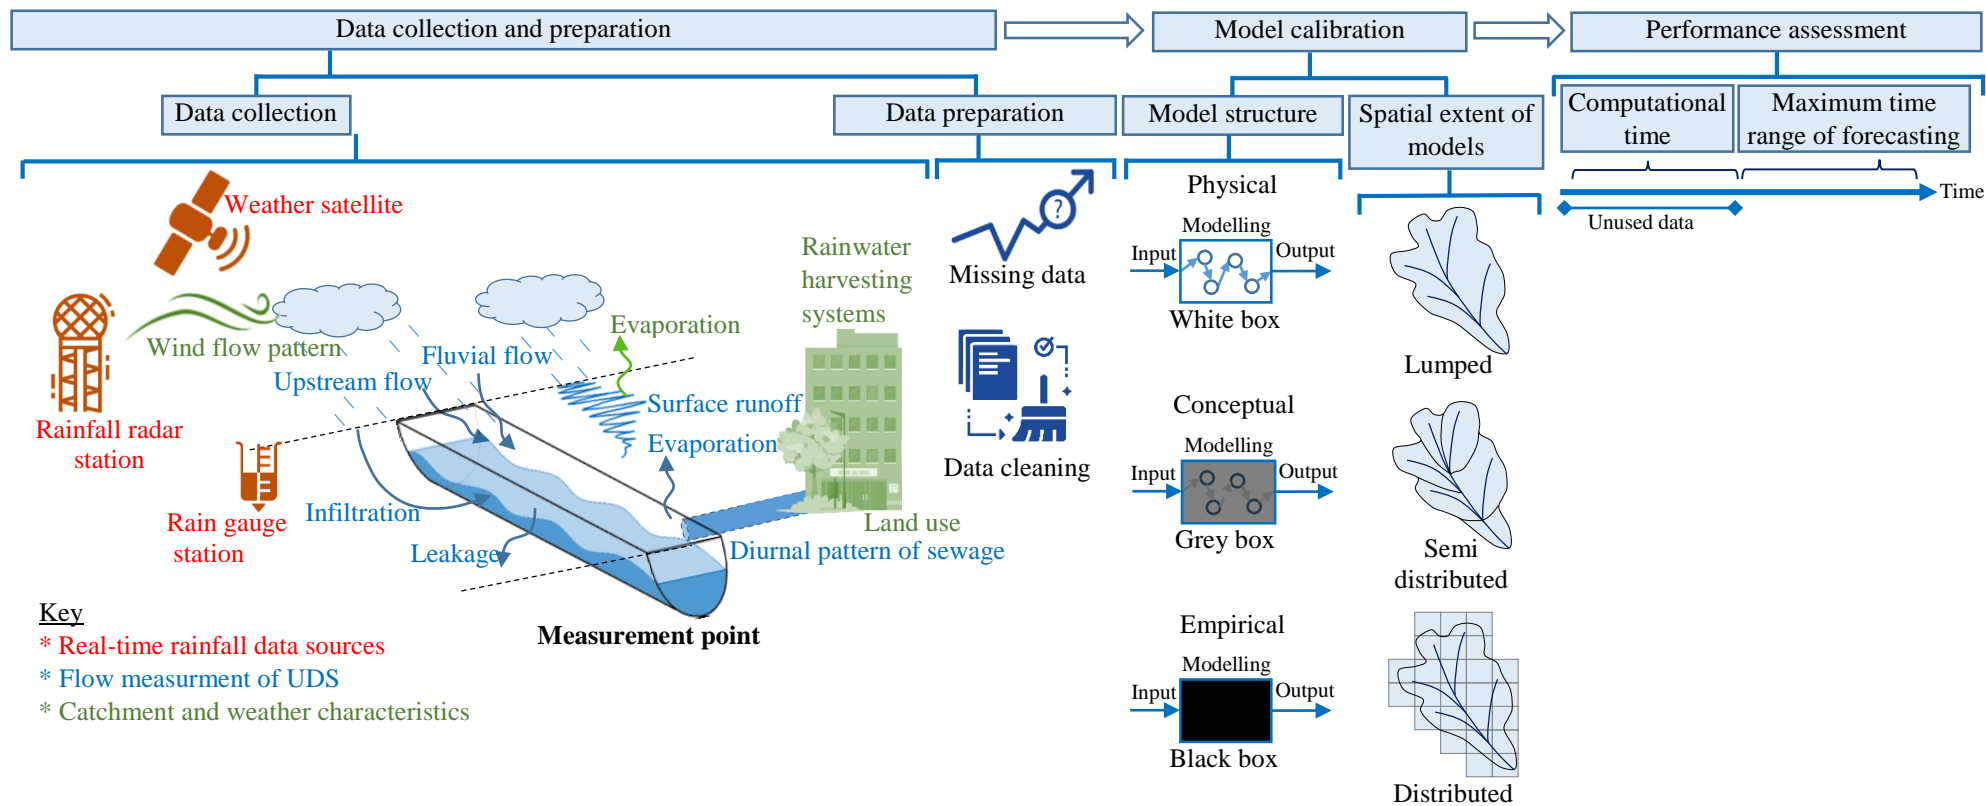 Data collection and preparation
Model calibration
Performance assessment
Data collection
Data preparation
Model structure
Spatial extent of
models
Computational
time
Maximum time
range of forecasting
Weather satellite
Wind flow pattern
Rainfall radar
station
Rain gauge
station
Upstream flow
Fluvial flow
Evaporation
Surface runoff
Evaporation
Infiltration
Leakage
Rainwater
harvesting
systems
Land use
Diurnal pattern of sewage
Measurement point
Key
* Real-time rainfall data sources
* Flow measurment of UDS
* Catchment and weather characteristics
?
Missing data
Data cleaning
Physical
Modelling
Input
Output
White box
Conceptual
Modelling
Input
Output
Grey box
Empirical
Modelling
Input
Output
Black box
Lumped
Semi
distributed
Distributed
Time
Unused data